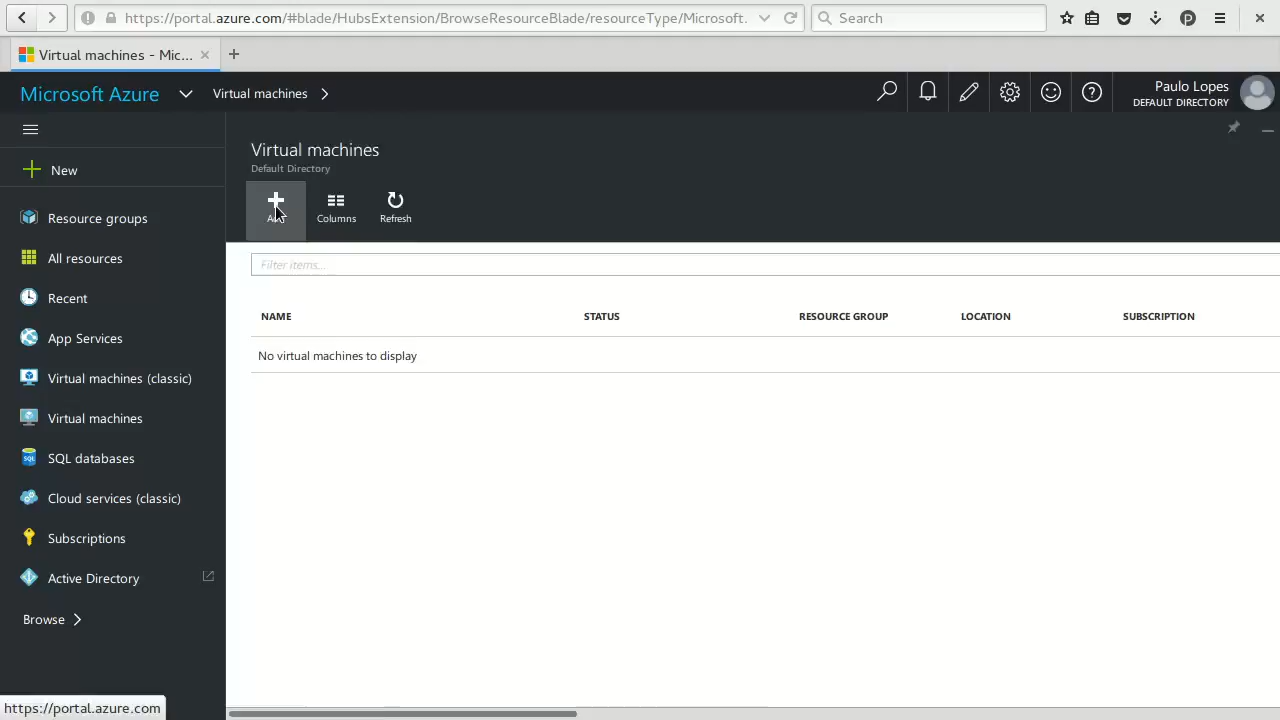 https://portal.azure.com/#blade/HubsExtension/BrowseResourceBlade/resourceType/Microsoft.
Search
Virtual machines - Mic...
Microsoft Azure
Virtual machines
Paulo Lopes
DEFAULT DIRECTORY
New
Resource groups
All resources
Recent
App Services
Virtual machines (classic)
Virtual machines
SQL databases
Cloud services (classic)
Subscriptions
Active Directory
Browse
Virtual machines
Default Directory
Columns
Refresh
Filter items...
NAME STATUS RESOURCE GROUP LOCATION SUBSCRIPTION
No virtual machines to display
https://portal.azure.com